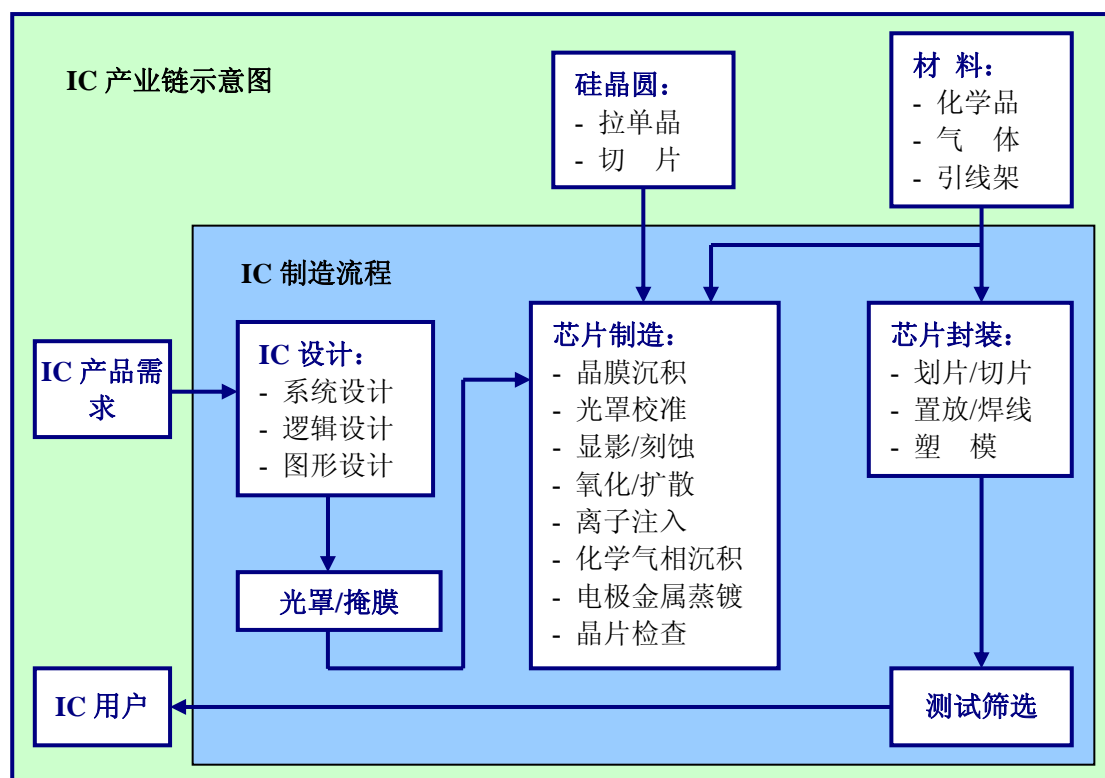 IC 产业链示意图
硅晶圆：
- 拉单晶
- 切　片
材 料：
- 化学品
- 气　体
- 引线架
IC 制造流程
IC 产品需
求
IC 设计：
- 系统设计
- 逻辑设计
- 图形设计
光罩/掩膜
芯片制造：
- 晶膜沉积
- 光罩校准
- 显影/刻蚀
- 氧化/扩散
- 离子注入
- 化学气相沉积
- 电极金属蒸镀
- 晶片检查
芯片封装：
- 划片/切片
- 置放/焊线
- 塑　模
测试筛选
IC 用户